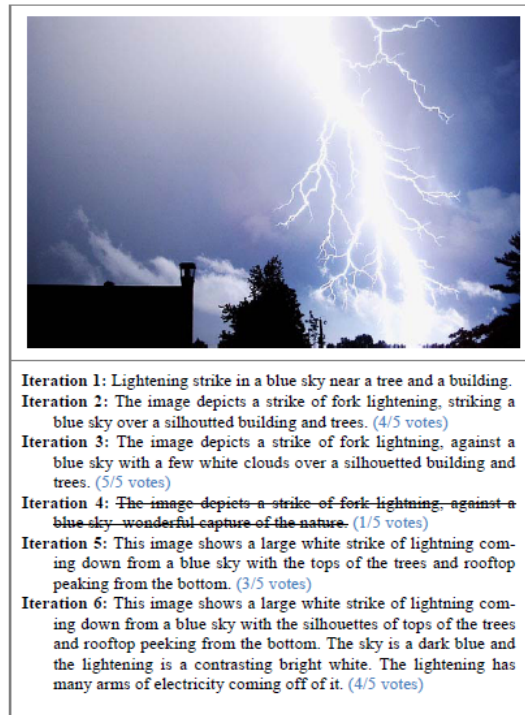 Iteration 1: Lightening strike in a blue sky near a tree and a building.
Iteration 2: The image depicts a strike of fork lightening, striking a
blue sky over a silhoutted building and trees. (4/5 votes)
Iteration 3: The image depicts a strike of fork lightning, against a
blue sky with a few white clouds over a silhouetted building and
trees. (5/5 votes)
Iteration 4: The image depicts a strike of fork lightning, against a
blue sky- wonderful capture of the nature. (1/5 votes)
Iteration 5: This image shows a large white strike of lightning com-
ing down from a blue sky with the tops of the trees and rooftop
peaking from the bottom. (3/5 votes)
Iteration 6: This image shows a large white strike of lightning com-
ing down from a blue sky with the silhouettes of tops of the trees
and rooftop peeking from the bottom. The sky is a dark blue and
the lightening is a contrasting bright white. The lightening has
many arms of electricity coming off of it. (4/5 votes)